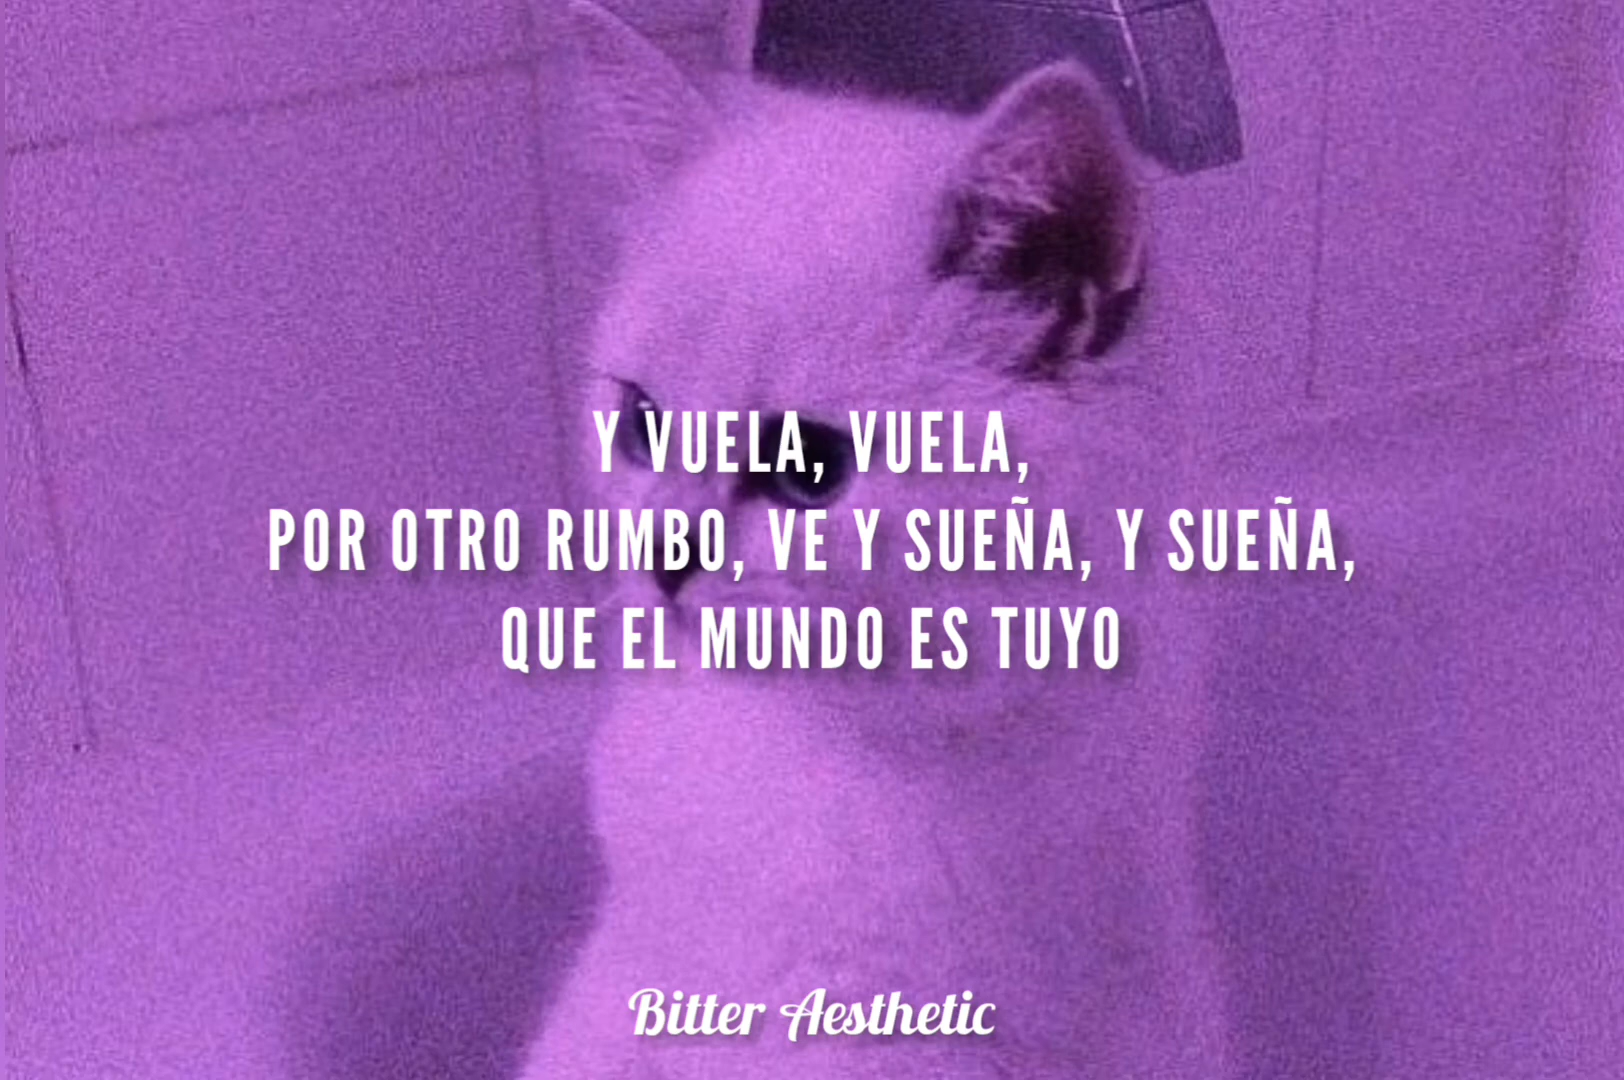 Y VUELA, VUELA,
POR OTRO RUMBO, VE Y SUEÑA, Y SUEÑA,
QUE EL MUNDO ES TUYO
Bitter Aesthetic